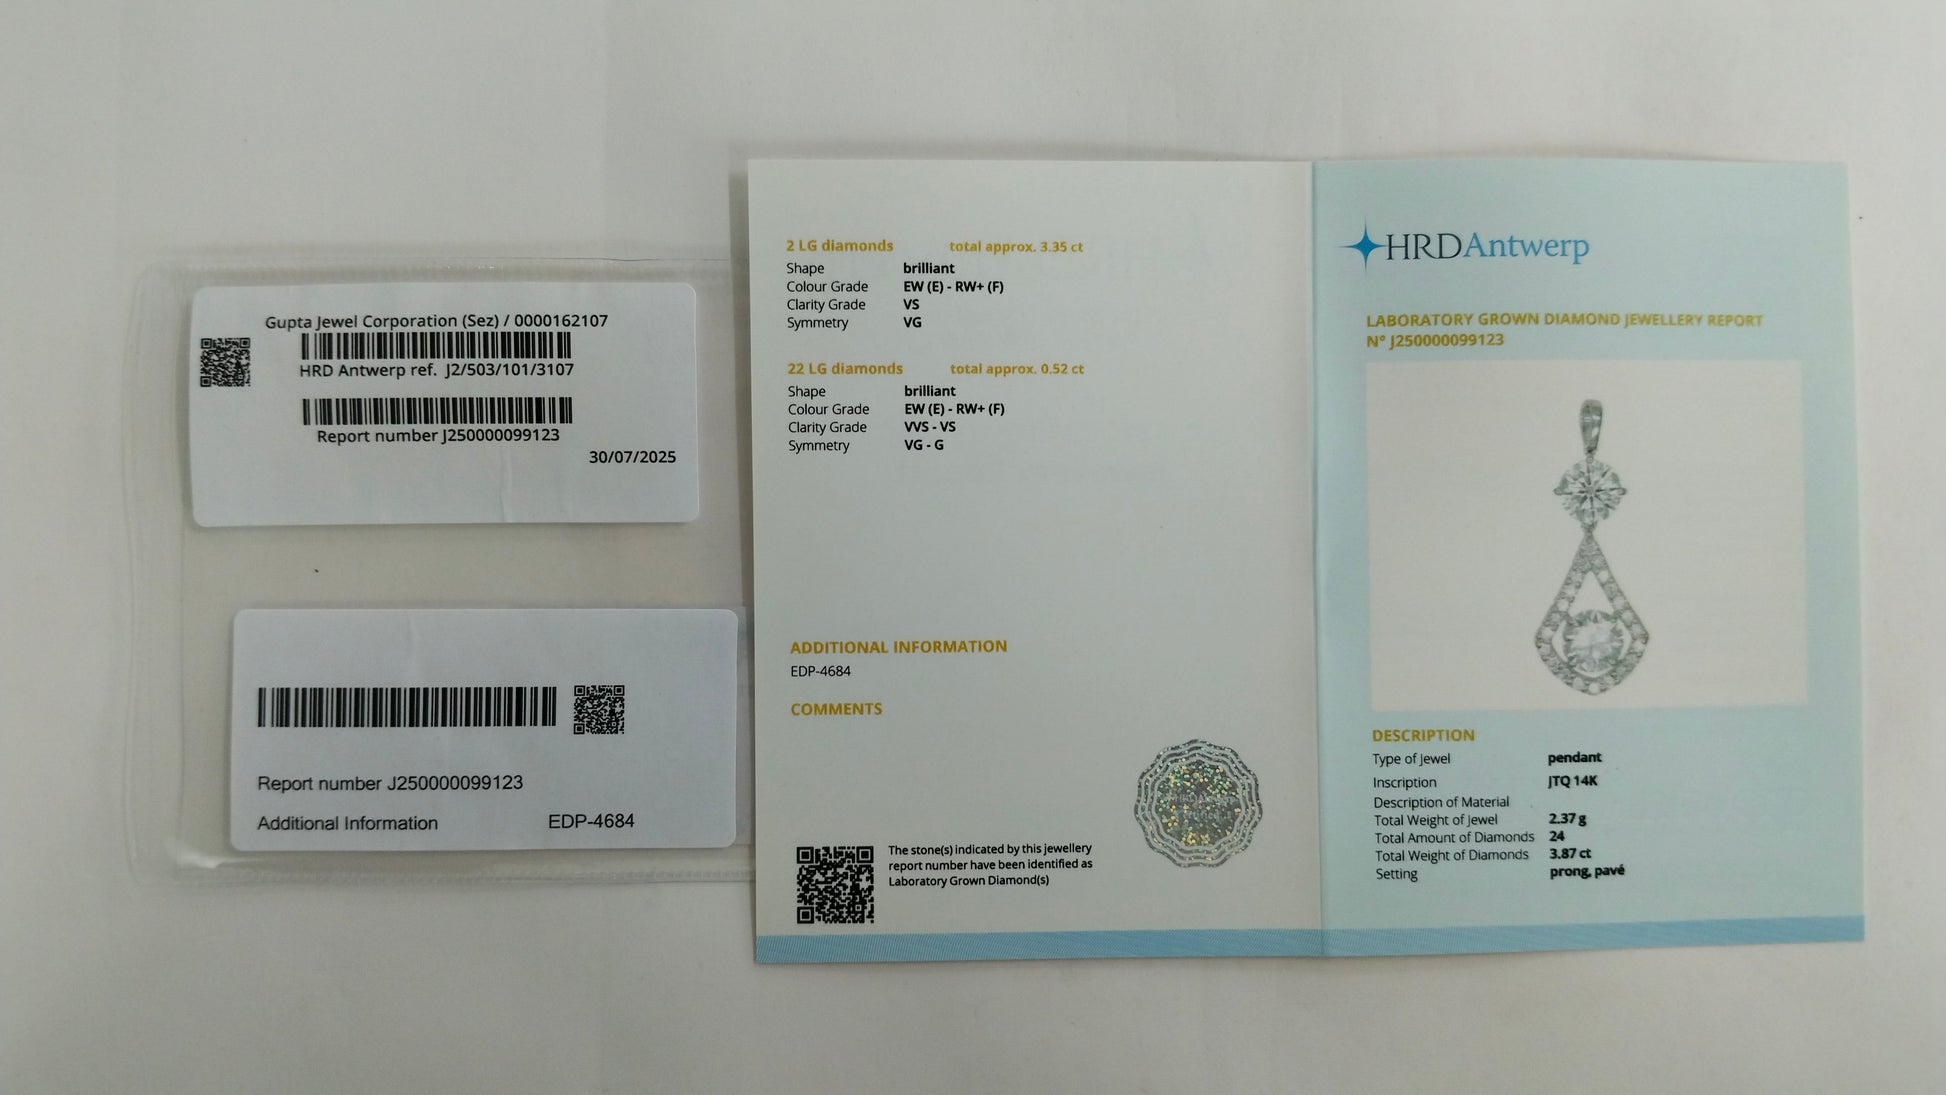 Gupta Jewel Corporation (Sez) / 0000162107
HRD Antwerp ref. J2/503/101/3107
Report number J250000099123
30/07/2025
Report number J250000099123
Additional Information EDP-4684
2 LG diamonds total approx. 3.35 ct
Shape brilliant
Colour Grade EW (E) - RW+ (F)
Clarity Grade VS
Symmetry VG
22 LG diamonds total approx. 0.52 ct
Shape brilliant
Colour Grade EW (E) - RW+ (F)
Clarity Grade VVS - VS
Symmetry VG - G
ADDITIONAL INFORMATION
EDP-4684
COMMENTS
The stone(s) indicated by this jewellery
report number have been identified as
Laboratory Grown Diamond(s)
HRDAntwerp
LABORATORY GROWN DIAMOND JEWELLERY REPORT
N° J250000099123
DESCRIPTION
Type of Jewel pendant
Inscription JTQ 14K
Description of Material
Total Weight of Jewel 2.37 g
Total Amount of Diamonds 24
Total Weight of Diamonds 3.87 ct
Setting prong, pavé